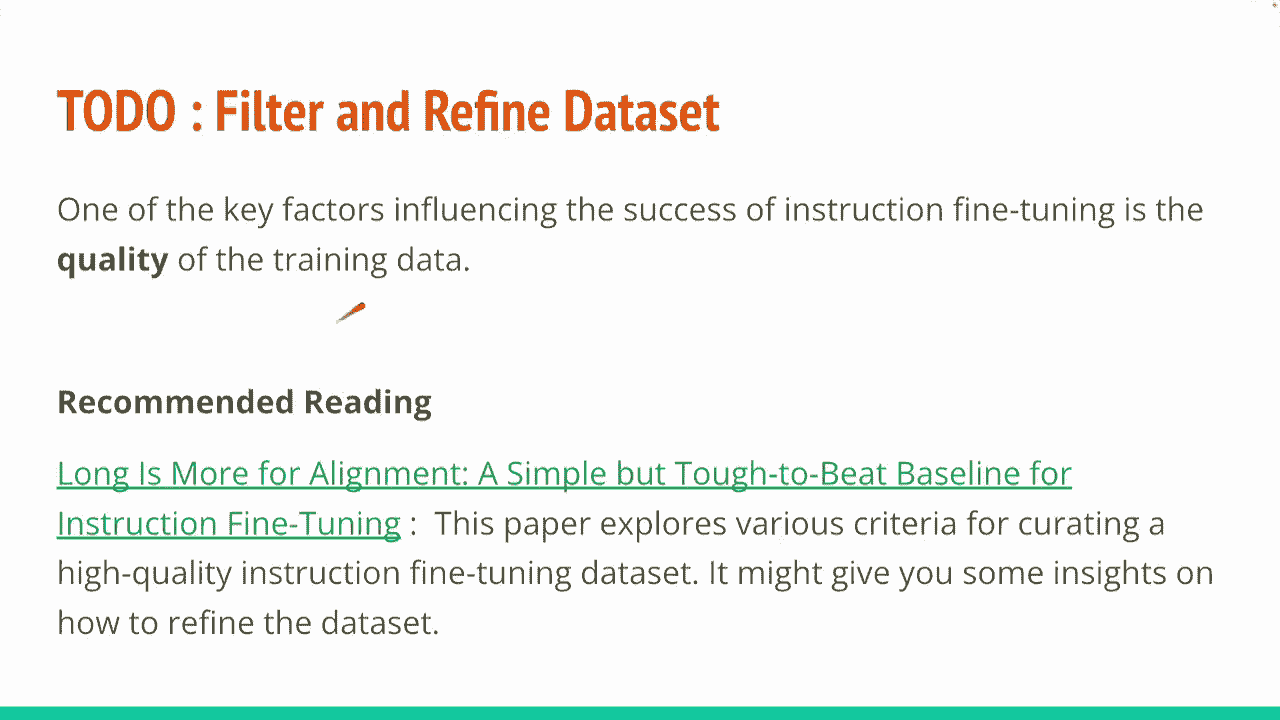 TODO : Filter and Refine Dataset
One of the key factors influencing the success of instruction fine-tuning is the
quality of the training data.
Recommended Reading
Long Is More for Alignment: A Simple but Tough-to-Beat Baseline for
Instruction Fine-Tuning :  This paper explores various criteria for curating a
high-quality instruction fine-tuning dataset. It might give you some insights on
how to refine the dataset.